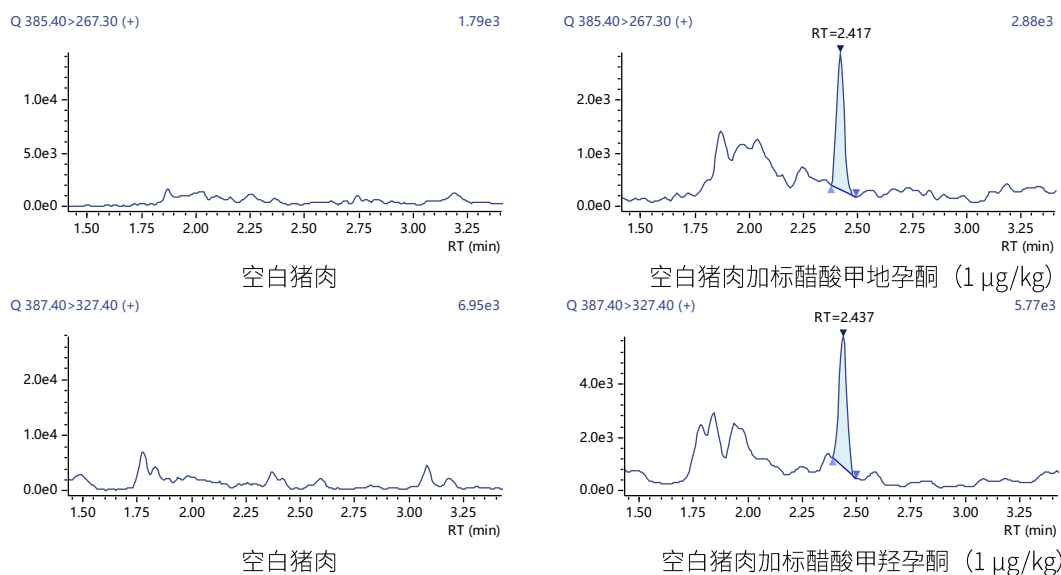 Q 385.40>267.30 (+) 1.79e3
1.0e4
5.0e3
0.0e0
1.50 1.75 2.00 2.25 2.50 2.75 3.00 3.25
RT (min)
空白猪肉
Q 385.40>267.30 (+) 2.88e3
RT=2.417
2.0e3
1.0e3
0.0e0
1.50 1.75 2.00 2.25 2.50 2.75 3.00 3.25
RT (min)
空白猪肉加标醋酸甲地孕酮（1 μg/kg）
Q 387.40>327.40 (+) 6.95e3
2.0e4
1.0e4
0.0e0
1.50 1.75 2.00 2.25 2.50 2.75 3.00 3.25
RT (min)
空白猪肉
Q 387.40>327.40 (+) 5.77e3
RT=2.437
4.0e3
2.0e3
0.0e0
1.50 1.75 2.00 2.25 2.50 2.75 3.00 3.25
RT (min)
空白猪肉加标醋酸甲羟孕酮（1 μg/kg）